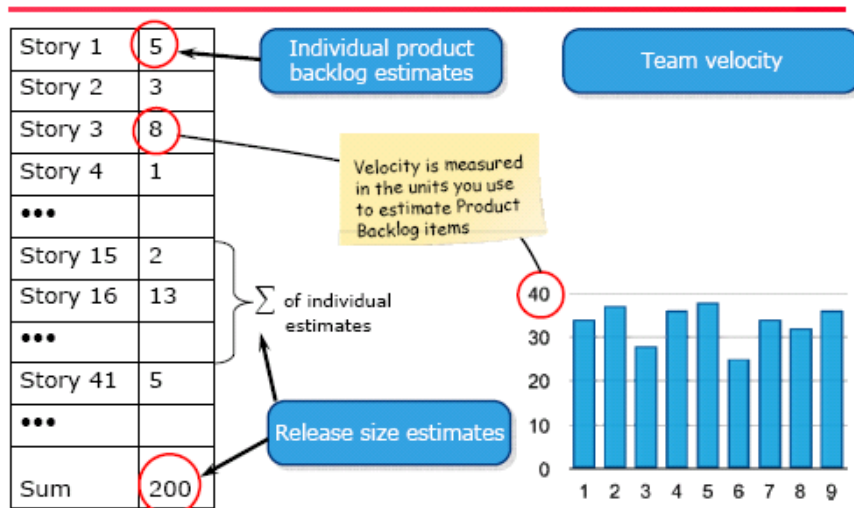 Story 1 5
Story 2 3
Story 3 8
Story 4 1
•••
Story 15 2
Story 16 13
•••
Story 41 5
•••
Sum 200
Individual product
backlog estimates
Team velocity
Velocity is measured
in the units you use
to estimate Product
Backlog items
∑ of individual
estimates
Release size estimates
40
30
20
10
0
1 2 3 4 5 6 7 8 9